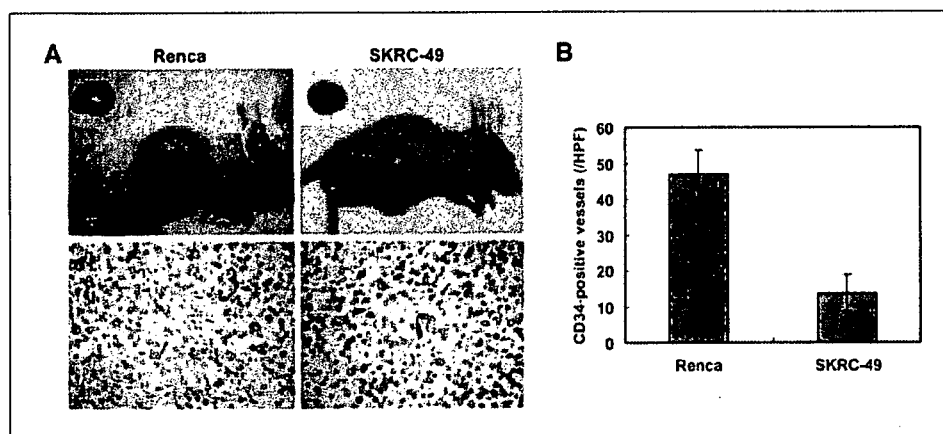 A
Renca
SKRC-49
B
CD34-positive vessels (/HPF)
60
50
40
30
20
10
0
Renca
SKRC-49